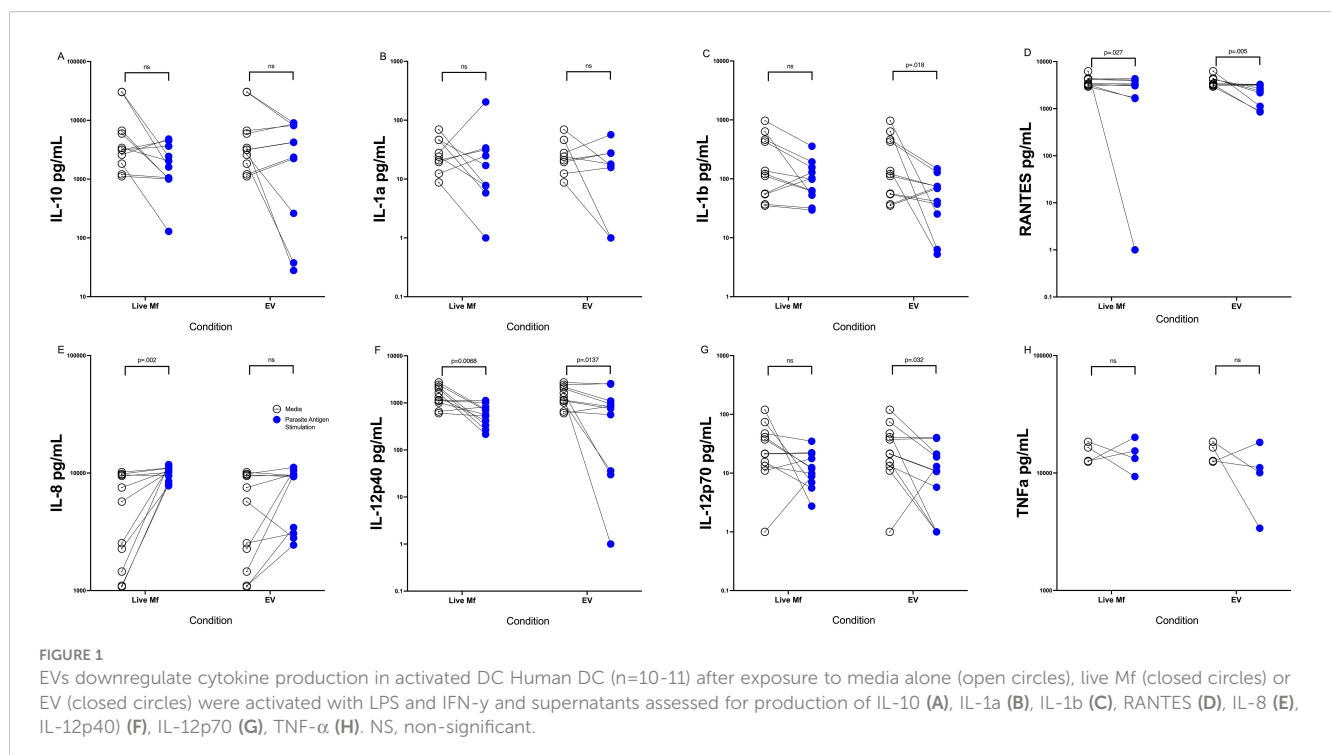 A
ns
ns
100000
10000
1000
100
10
IL-10 pg/mL
Live Mf
EV
Condition
B
ns
ns
1000
100
10
1
0.1
IL-1a pg/mL
Live Mf
EV
Condition
C
ns
p=.018
10000
1000
100
10
1
IL-1b pg/mL
Live Mf
EV
Condition
D
p=.027
p=.005
10000
1000
100
10
1
0.1
RANTES pg/mL
Live Mf
EV
Condition
E
p=.002
ns
100000
10000
1000
IL-8 pg/mL
Media
Parasite Antigen
Stimulation
Live Mf
EV
Condition
F
p=0.0068
p=.0137
10000
1000
100
10
1
0.1
IL-12p40 pg/mL
Live Mf
EV
Condition
G
ns
p=.032
1000
100
10
1
0.1
IL-12p70 pg/mL
Live Mf
EV
Condition
H
ns
ns
100000
10000
1000
TNFa pg/mL
Live Mf
EV
Condition
FIGURE 1
EVs downregulate cytokine production in activated DC Human DC (n=10-11) after exposure to media alone (open circles), live Mf (closed circles) or
EV (closed circles) were activated with LPS and IFN-y and supernatants assessed for production of IL-10 (A), IL-1a (B), IL-1b (C), RANTES (D), IL-8 (E),
IL-12p40) (F), IL-12p70 (G), TNF-α (H). NS, non-significant.